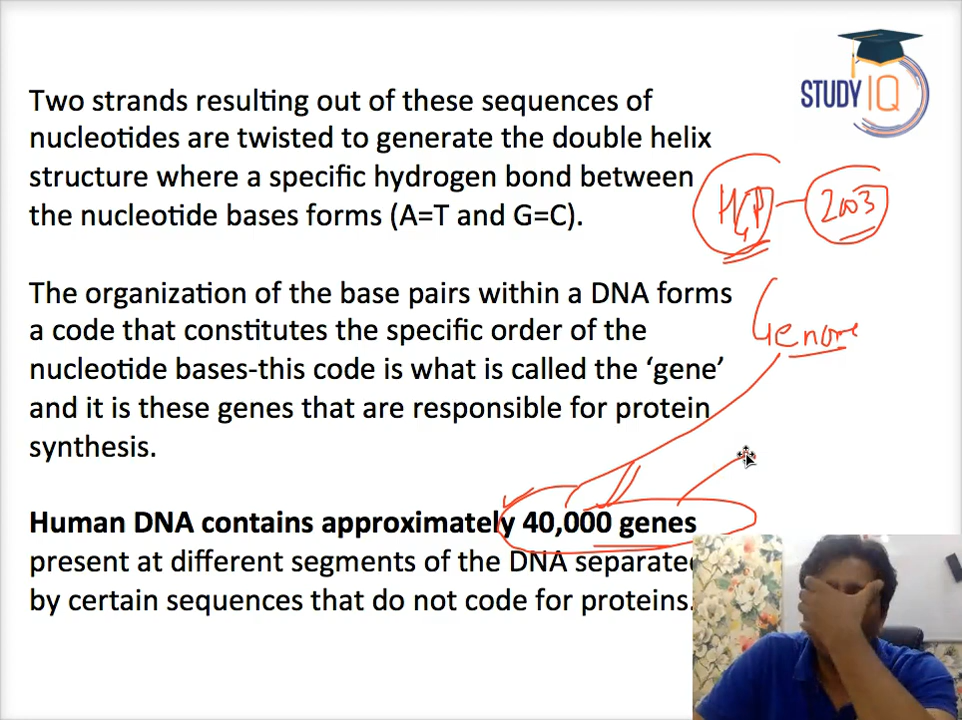 STUDY IQ
Two strands resulting out of these sequences of
nucleotides are twisted to generate the double helix
structure where a specific hydrogen bond between
the nucleotide bases forms (A=T and G=C).
HGP - 2003
The organization of the base pairs within a DNA forms
a code that constitutes the specific order of the
nucleotide bases-this code is what is called the ‘gene’
and it is these genes that are responsible for protein
synthesis.
Genome
Human DNA contains approximately 40,000 genes
present at different segments of the DNA separated
by certain sequences that do not code for proteins.